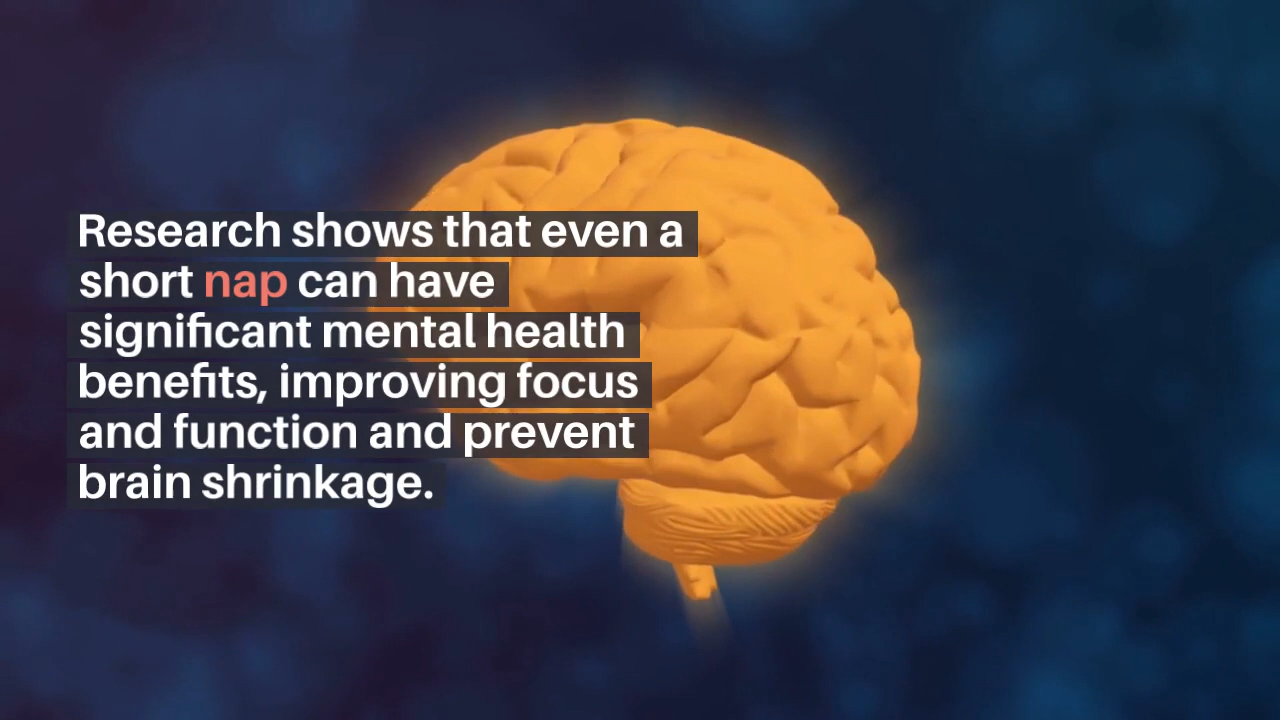 Research shows that even a
short nap can have
significant mental health
benefits, improving focus
and function and prevent
brain shrinkage.